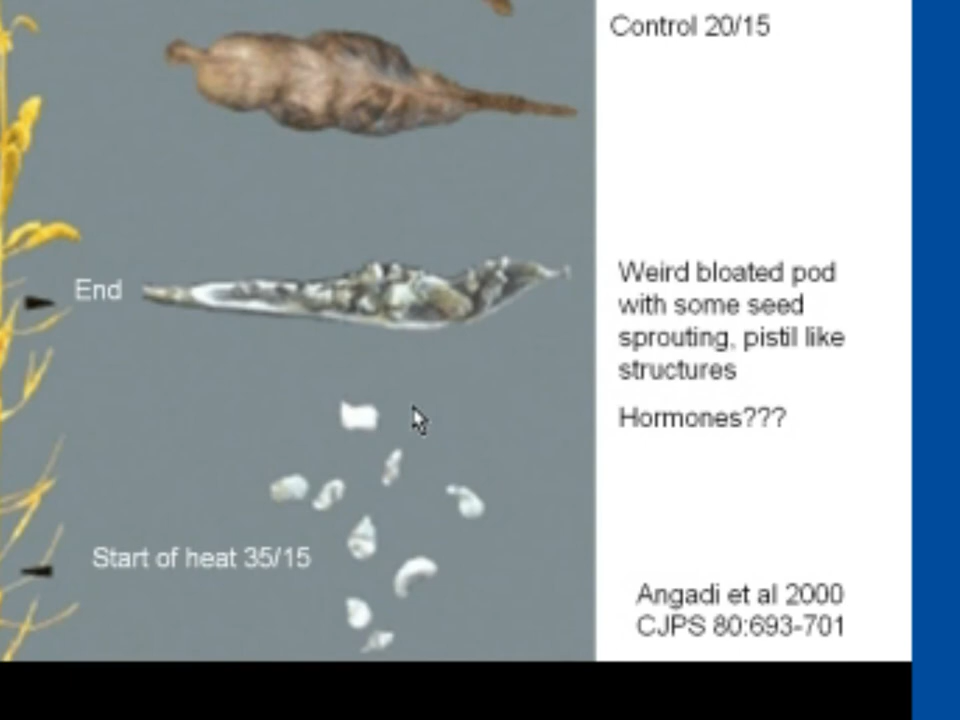 Control 20/15
End
Weird bloated pod
with some seed
sprouting, pistil like
structures
Hormones???
Start of heat 35/15
Angadi et al 2000
CJPS 80:693-701